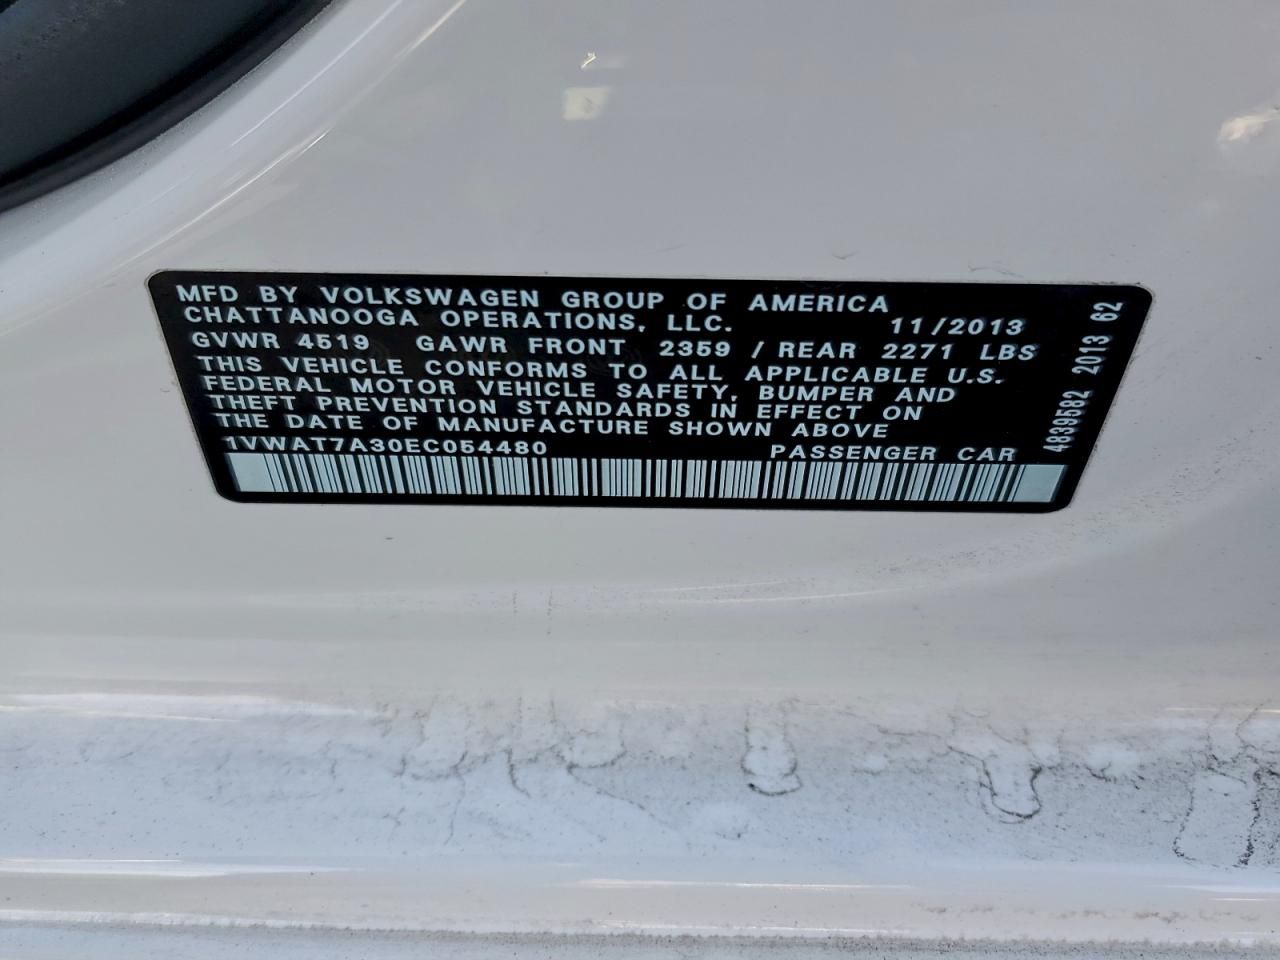 MFD BY VOLKSWAGEN GROUP OF AMERICA
CHATTANOOGA OPERATIONS, LLC. 11/2013
GVWR 4519 GAWR FRONT 2359 / REAR 2271 LBS
THIS VEHICLE CONFORMS TO ALL APPLICABLE U.S.
FEDERAL MOTOR VEHICLE SAFETY, BUMPER AND
THEFT PREVENTION STANDARDS IN EFFECT ON
THE DATE OF MANUFACTURE SHOWN ABOVE
1VWAT7A30EC054480 PASSENGER CAR
4839582 2013 62